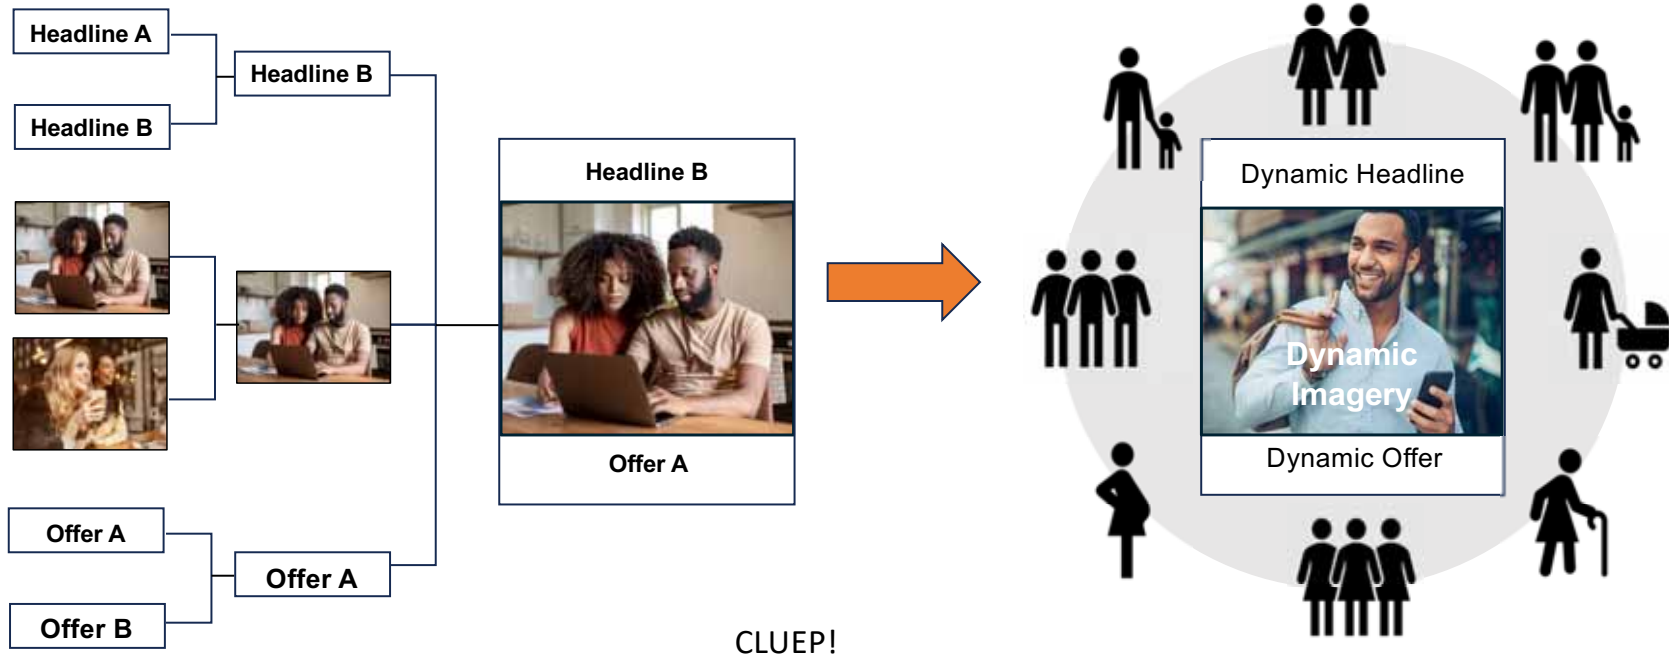 Headline A
Headline B
Headline B
Offer A
Offer B
Offer A
Headline B
Offer A
Dynamic Headline
Dynamic
Imagery
Dynamic Offer
CLUEP!